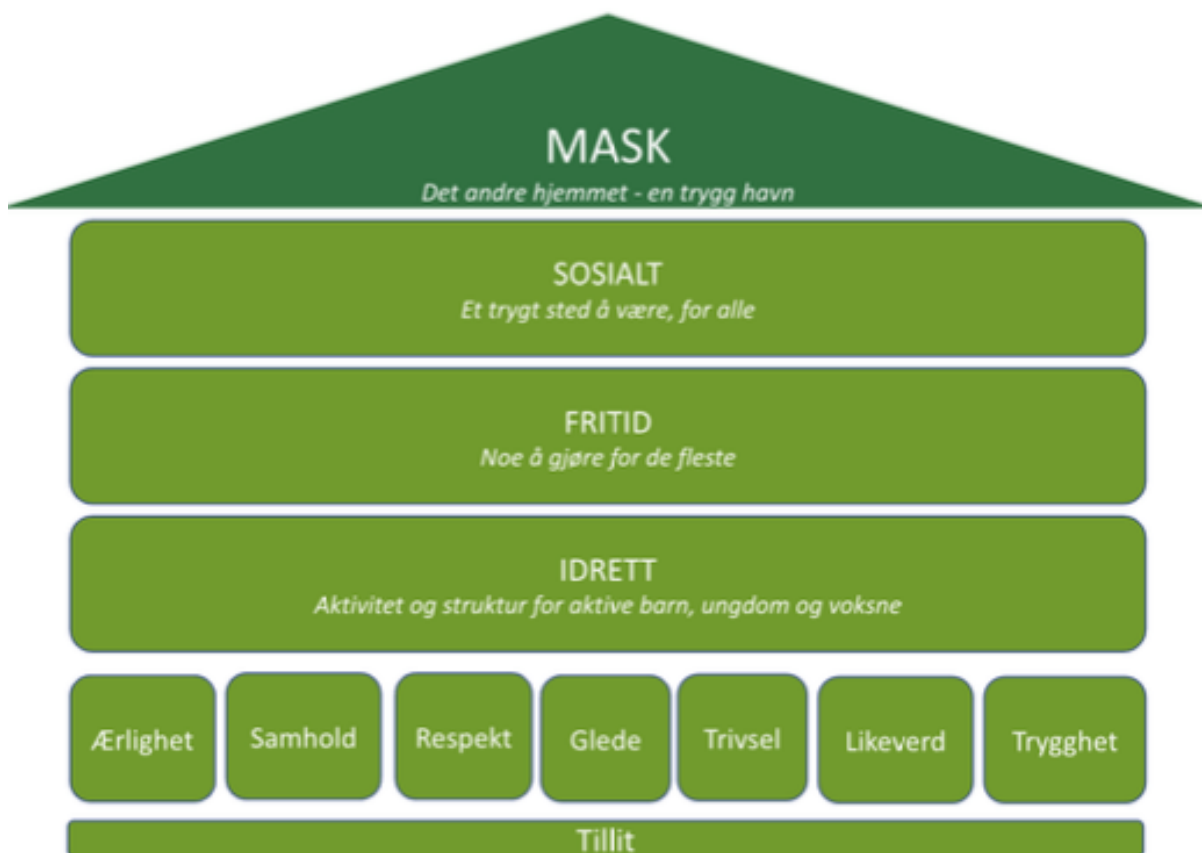 MASK
Det andre hjemmet - en trygg havn
SOSIALT
Et trygt sted å være, for alle
FRITID
Noe å gjøre for de fleste
IDRETT
Aktivitet og struktur for aktive barn, ungdom og voksne
Ærlighet Samhold Respekt Glede Trivsel Likeverd Trygghet
Tillit